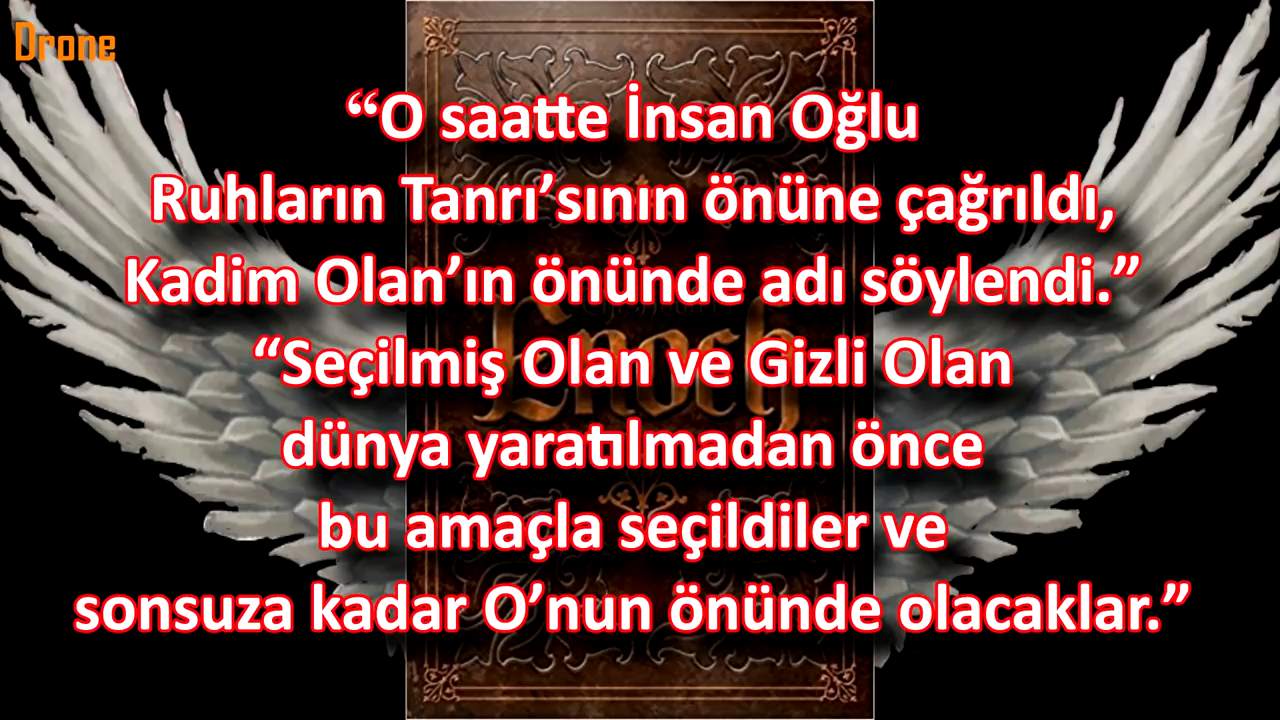 Drone
“O saatte İnsan Oğlu
Ruhların Tanrı’sının önüne çağrıldı,
Kadim Olan’ın önünde adı söylendi.”
“Seçilmiş Olan ve Gizli Olan
Enoch
dünya yaratılmadan önce
bu amaçla seçildiler ve
sonsuza kadar O’nun önünde olacaklar.”